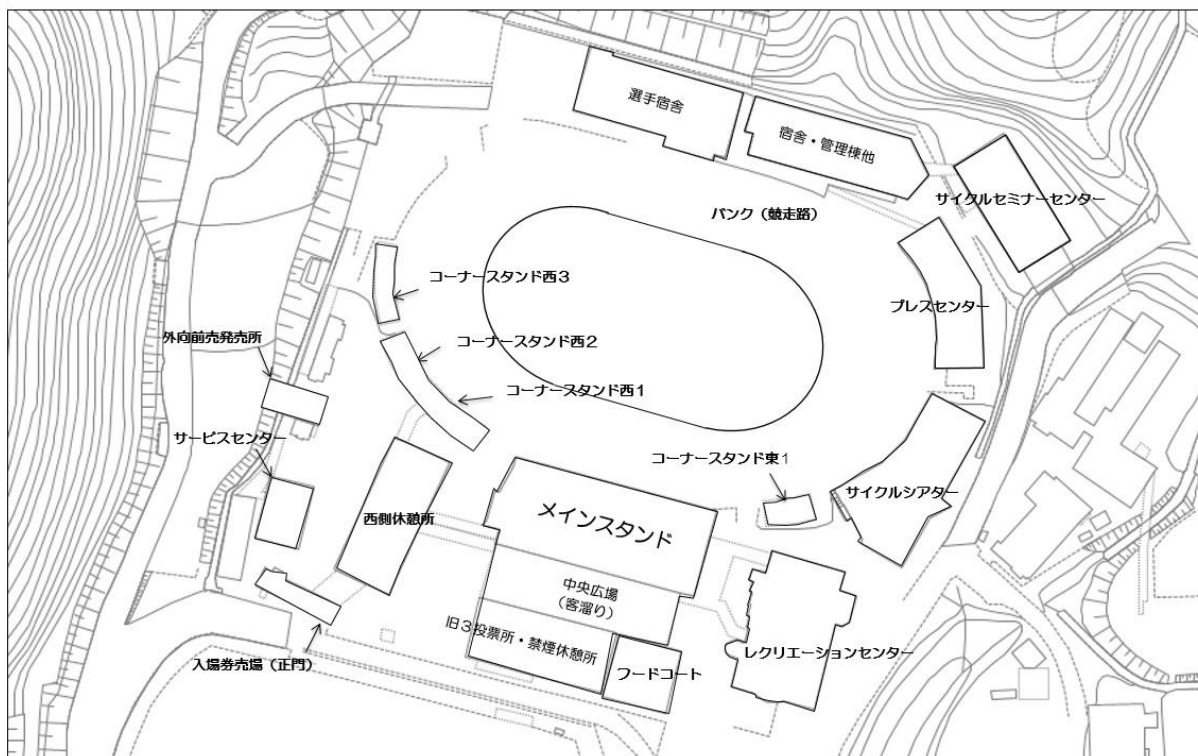 選手宿舎
宿舎・管理棟他
サイクルセミナーセンター
バンク（競走路）
コーナースタンド西３
プレスセンター
外向前売発売所
コーナースタンド西２
コーナースタンド西１
サービスセンター
コーナースタンド東１
サイクルシアター
西側休憩所
メインスタンド
中央広場
（客溜り）
旧３投票所・禁煙休憩所
入場券売場（正門）
フードコート
レクリエーションセンター